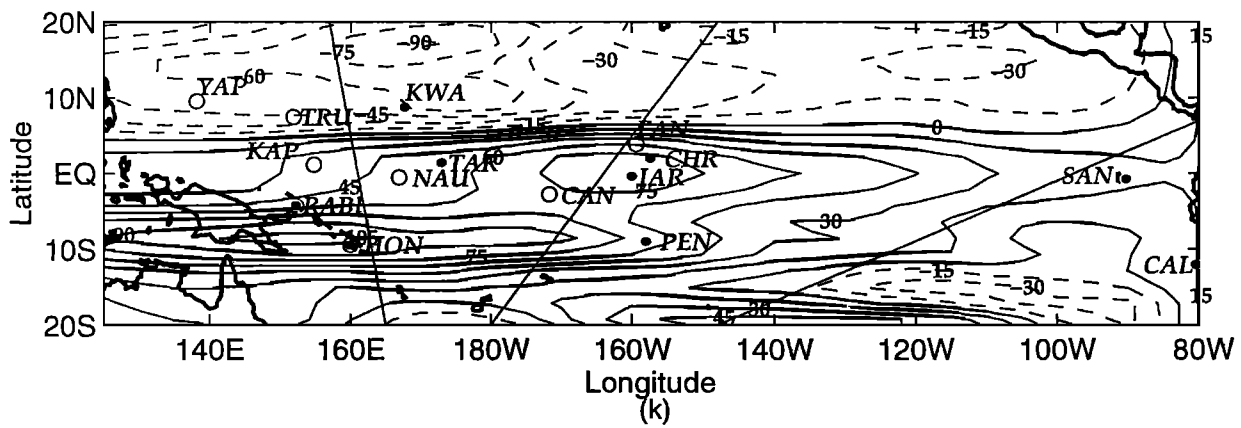 20N
−15
−15
15
−75
−90
−30
−30
YAP
60
KWA
10N
TRU
−45
0
KAP
FAN
TAR
60
CHR
EQ
NAU
JAR
SAN
45
CAN
75
RABI
30
HON
PEN
10S
75
CAL
−15
−30
−30
15
30
45
20S
140E 160E 180W 160W 140W 120W 100W 80W
Latitude
Longitude
(k)